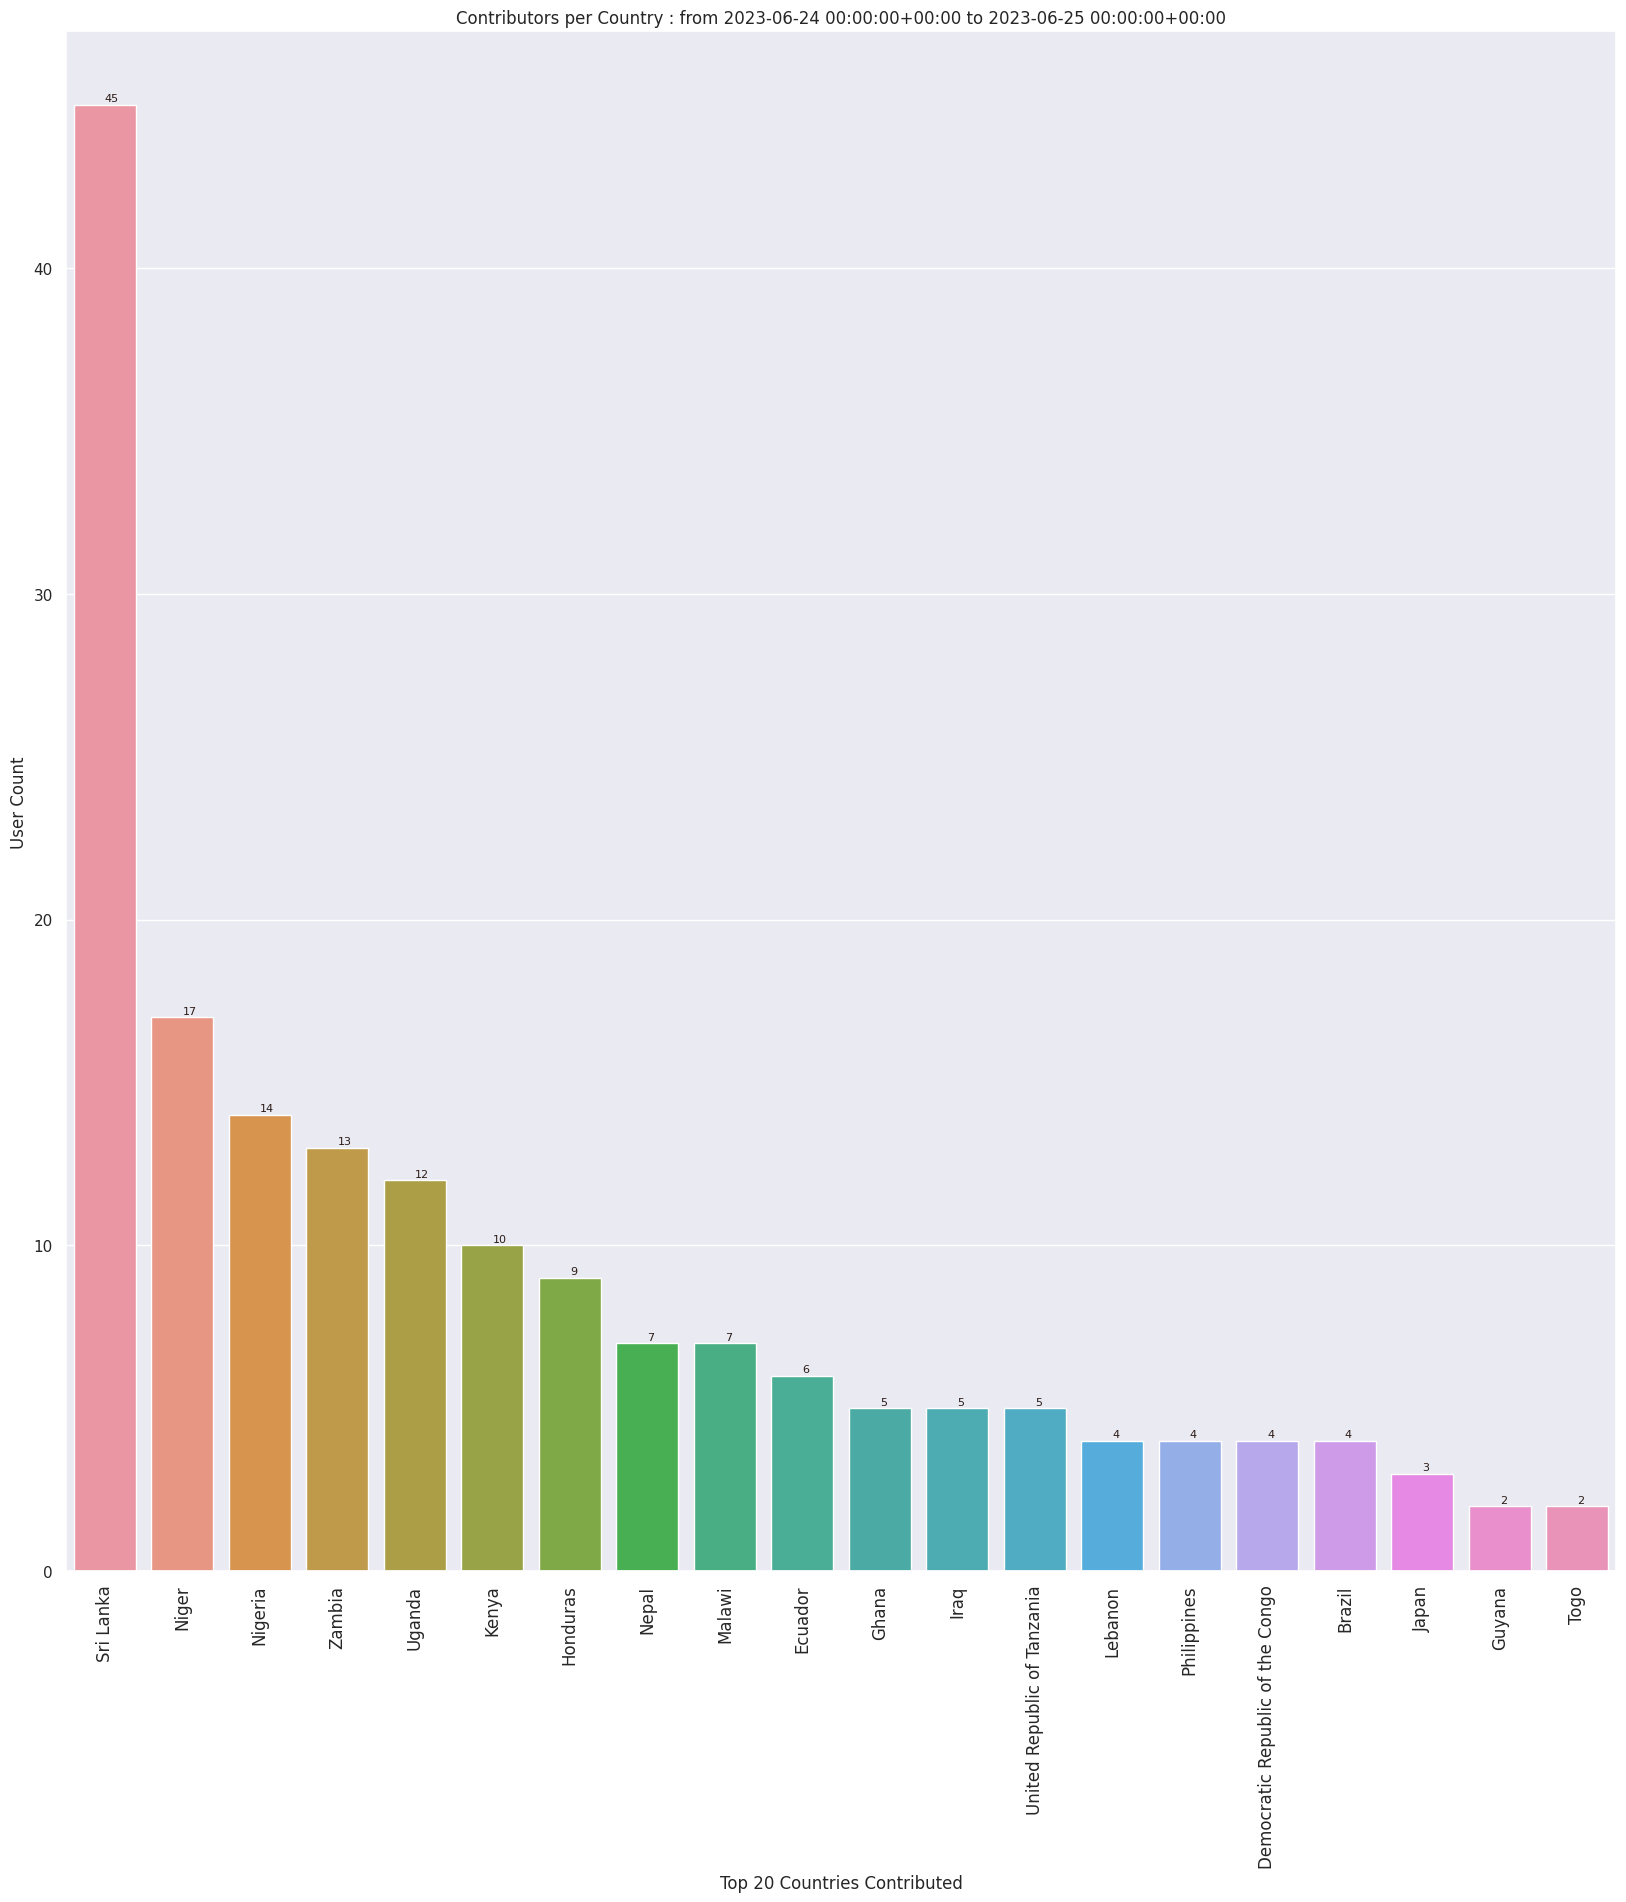 Contributors per Country : from 2023-06-24 00:00:00+00:00 to 2023-06-25 00:00:00+00:00
User Count
40
30
20
10
0
45
17
14
13
12
10
9
7
7
6
5
5
5
4
4
4
4
3
2
2
Sri Lanka
Niger
Nigeria
Zambia
Uganda
Kenya
Honduras
Nepal
Malawi
Ecuador
Ghana
Iraq
United Republic of Tanzania
Lebanon
Philippines
Democratic Republic of the Congo
Brazil
Japan
Guyana
Togo
Top 20 Countries Contributed